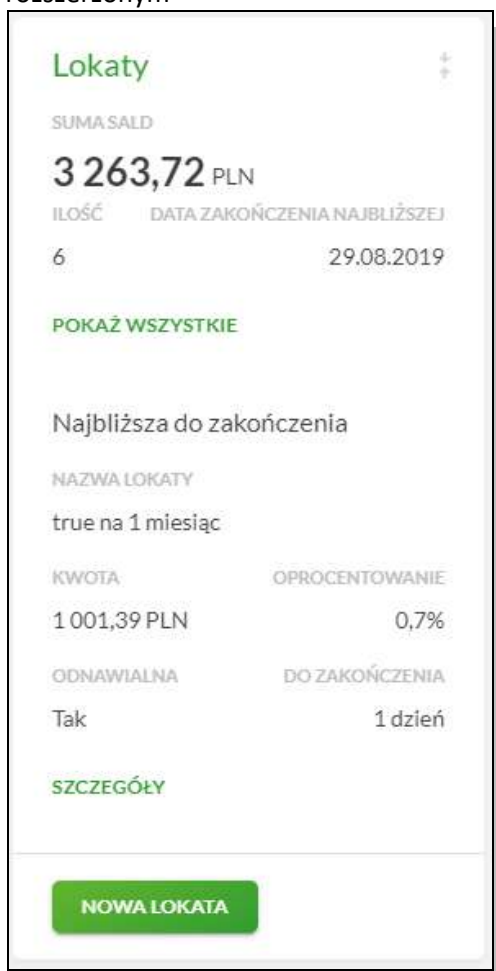 rozszerzonym
Lokaty
SUMA SALD
3 263,72 PLN
ILOŚĆ DATA ZAKOŃCZENIA NAJBLIŻSZEJ
6 29.08.2019
POKAŻ WSZYSTKIE
Najbliższa do zakończenia
NAZWA LOKATY
true na 1 miesiąc
KWOTA OPROCENTOWANIE
1 001,39 PLN 0,7%
ODNAWIALNA DO ZAKOŃCZENIA
Tak 1 dzień
SZCZEGÓŁY
NOWA LOKATA